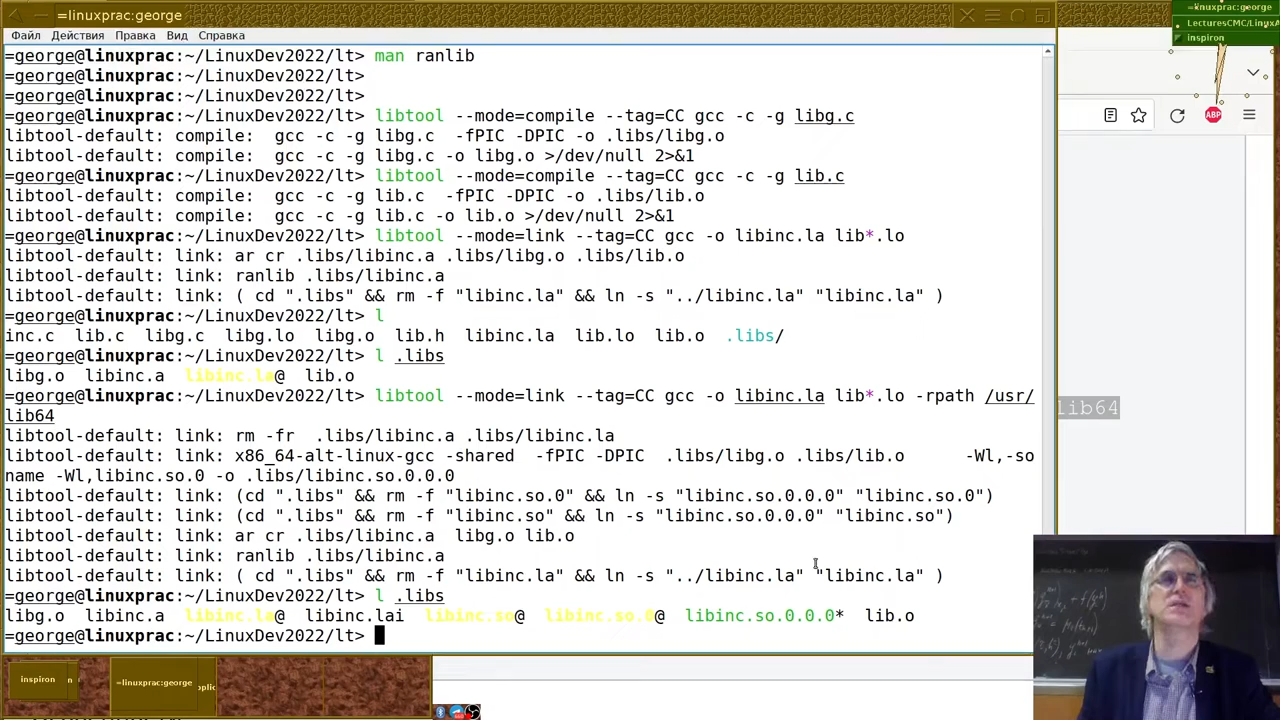 =linuxprac:george
Файл Действия Правка Вид Справка
=george@linuxprac:~/LinuxDev2022/lt> man ranlib
=george@linuxprac:~/LinuxDev2022/lt>
=george@linuxprac:~/LinuxDev2022/lt>
=george@linuxprac:~/LinuxDev2022/lt> libtool --mode=compile --tag=CC gcc -c -g libg.c
libtool-default: compile:  gcc -c -g libg.c  -fPIC -DPIC -o .libs/libg.o
libtool-default: compile:  gcc -c -g libg.c -o libg.o >/dev/null 2>&1
=george@linuxprac:~/LinuxDev2022/lt> libtool --mode=compile --tag=CC gcc -c -g lib.c
libtool-default: compile:  gcc -c -g lib.c  -fPIC -DPIC -o .libs/lib.o
libtool-default: compile:  gcc -c -g lib.c -o lib.o >/dev/null 2>&1
=george@linuxprac:~/LinuxDev2022/lt> libtool --mode=link --tag=CC gcc -o libinc.la lib*.lo
libtool-default: link: ar cr .libs/libinc.a .libs/libg.o .libs/lib.o
libtool-default: link: ranlib .libs/libinc.a
libtool-default: link: ( cd ".libs" && rm -f "libinc.la" && ln -s "../libinc.la" "libinc.la" )
=george@linuxprac:~/LinuxDev2022/lt> l
inc.c  lib.c  libg.c  libg.lo  libg.o  lib.h  libinc.la  lib.lo  lib.o  .libs/
=george@linuxprac:~/LinuxDev2022/lt> l .libs
libg.o  libinc.a  libinc.la@  lib.o
=george@linuxprac:~/LinuxDev2022/lt> libtool --mode=link --tag=CC gcc -o libinc.la lib*.lo -rpath /usr/
lib64
libtool-default: link: rm -fr  .libs/libinc.a .libs/libinc.la
libtool-default: link: x86_64-alt-linux-gcc -shared  -fPIC -DPIC  .libs/libg.o .libs/lib.o      -Wl,-so
name -Wl,libinc.so.0 -o .libs/libinc.so.0.0.0
libtool-default: link: (cd ".libs" && rm -f "libinc.so.0" && ln -s "libinc.so.0.0.0" "libinc.so.0")
libtool-default: link: (cd ".libs" && rm -f "libinc.so" && ln -s "libinc.so.0.0.0" "libinc.so")
libtool-default: link: ar cr .libs/libinc.a  libg.o lib.o
libtool-default: link: ranlib .libs/libinc.a
libtool-default: link: ( cd ".libs" && rm -f "libinc.la" && ln -s "../libinc.la" "libinc.la" )
=george@linuxprac:~/LinuxDev2022/lt> l .libs
libg.o  libinc.a  libinc.la@  libinc.lai  libinc.so@  libinc.so.0@  libinc.so.0.0.0*  lib.o
=george@linuxprac:~/LinuxDev2022/lt>
=linuxprac:george
LecturesCMC/LinuxA
inspiron
ABP
lib64
inspiron n
=linuxprac:george plic